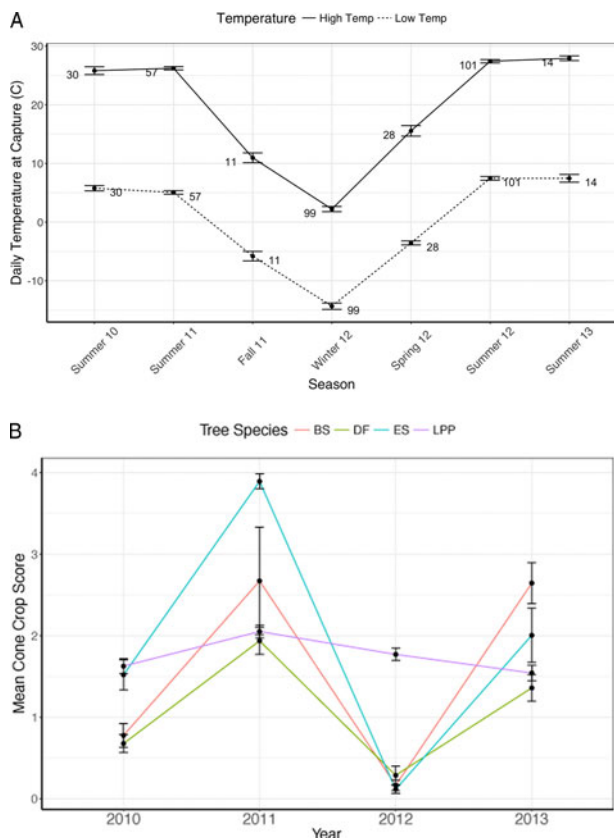 A
Temperature High Temp Low Temp
Daily Temperature at Capture (C)
30
20
10
0
-10
30
57
11
99
28
101
14
30
57
11
99
28
101
14
Summer 10
Summer 11
Fall 11
Winter 12
Spring 12
Summer 12
Summer 13
Season
B
Tree Species BS DF ES LPP
Mean Cone Crop Score
4
3
2
1
0
2010
2011
2012
2013
Year